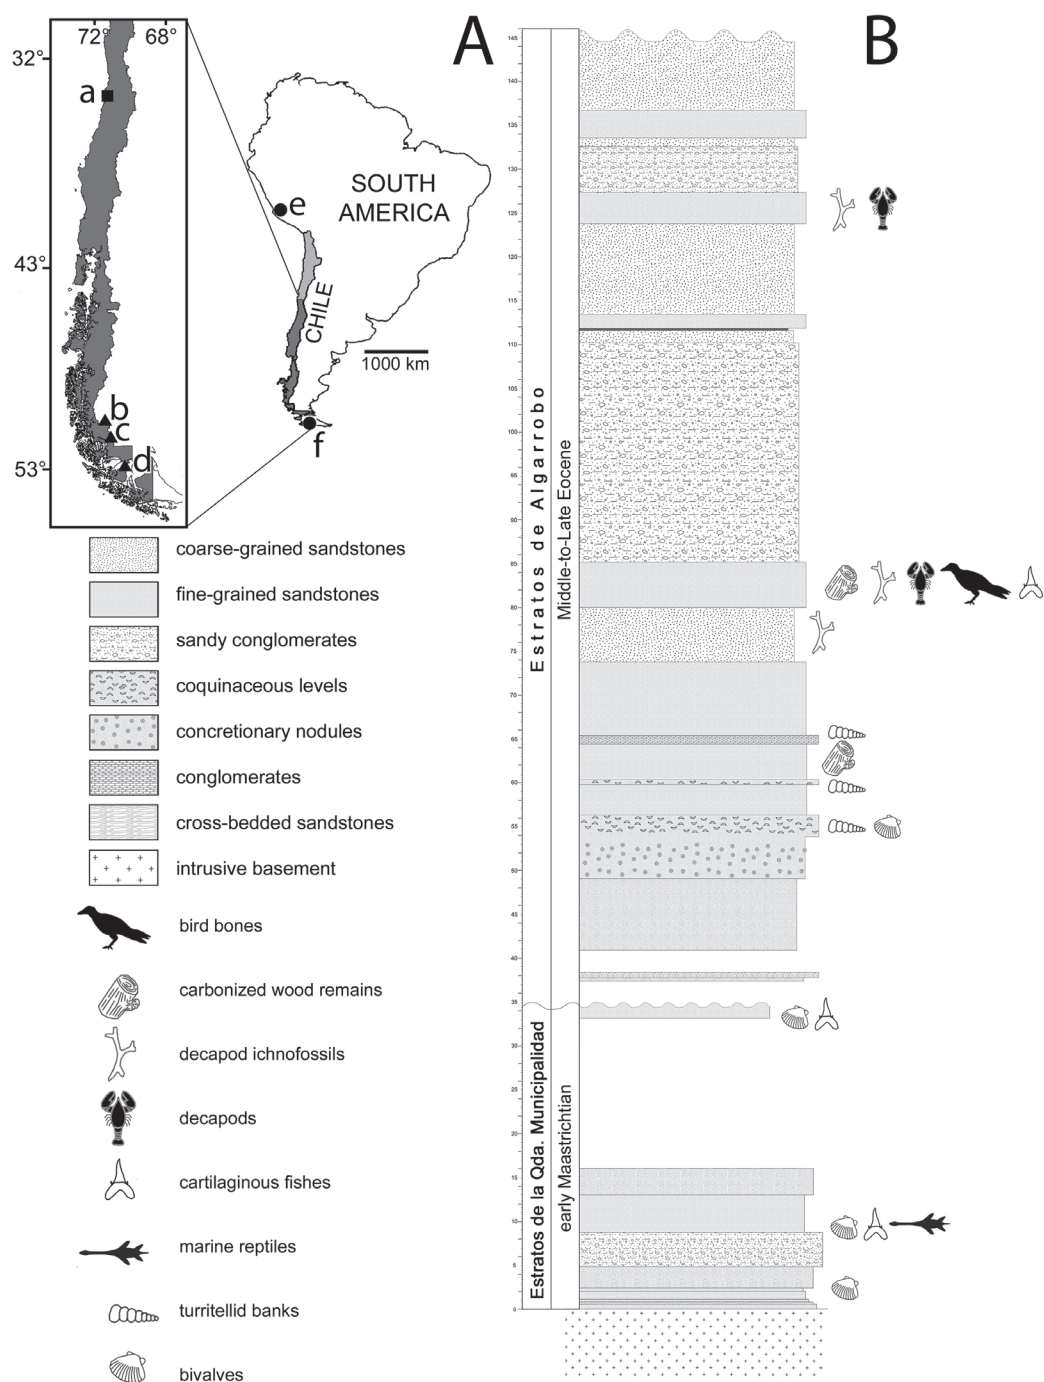 A
72° 68°
32°
43°
53°
a
b
c
d
e
f
SOUTH
AMERICA
CHILE
1000 km
coarse-grained sandstones
fine-grained sandstones
sandy conglomerates
coquinaceous levels
concretionary nodules
conglomerates
cross-bedded sandstones
intrusive basement
bird bones
carbonized wood remains
decapod ichnofossils
decapods
cartilaginous fishes
marine reptiles
turritellid banks
bivalves
B
145
140
135
130
125
120
115
110
105
100
95
90
85
80
75
70
65
60
55
50
45
40
35
30
25
20
15
10
5
0
Estratos de Algarrobo
Middle-to-Late Eocene
Estratos de la Qda. Municipalidad
early Maastrichtian